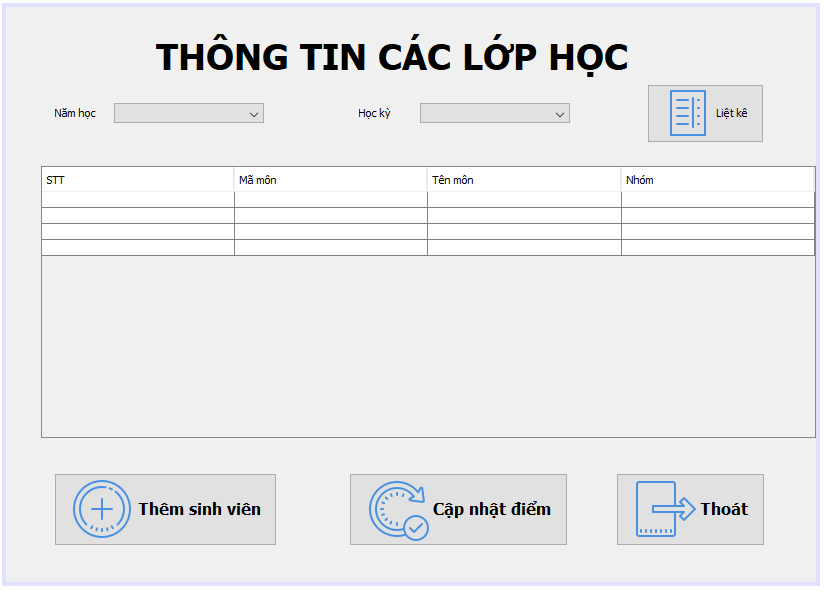 THÔNG TIN CÁC LỚP HỌC
Năm học
Học kỳ
Liệt kê
STT
Mã môn
Tên môn
Nhóm
Thêm sinh viên
Cập nhật điểm
Thoát